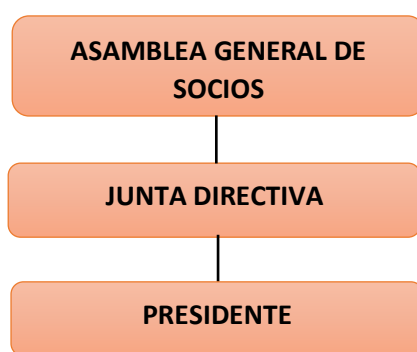 ASAMBLEA GENERAL DE
SOCIOS
JUNTA DIRECTIVA
PRESIDENTE